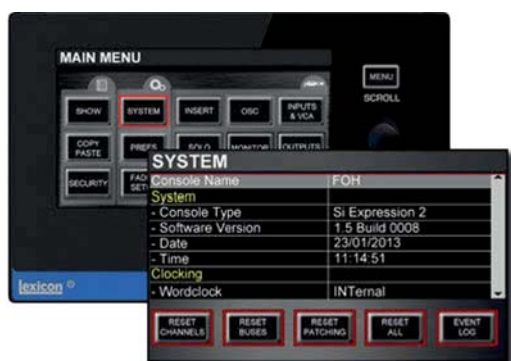 MAIN MENU
MENU
SCROLL
SHOW
SYSTEM
INSERT
OSC
INPUTS
& VCA
COPY
PASTE
PREFS
SOLO
MONITOR
OUTPUTS
SECURITY
SYSTEM
Console Name FOH
System
- Console Type Si Expression 2
- Software Version 1.5 Build 0008
- Date 23/01/2013
- Time 11:14:51
Clocking
- Wordclock INTernal
RESET
CHANNELS
RESET
BUSES
RESET
PATCHING
RESET
ALL
EVENT
LOG
lexicon